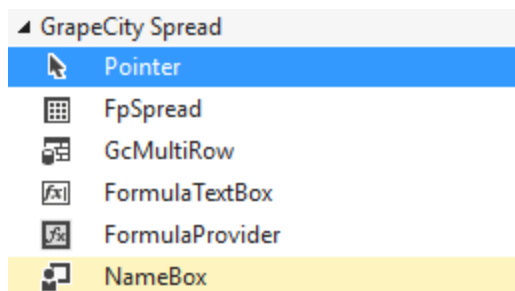 GrapeCity Spread
Pointer
FpSpread
GcMultiRow
FormulaTextBox
FormulaProvider
NameBox